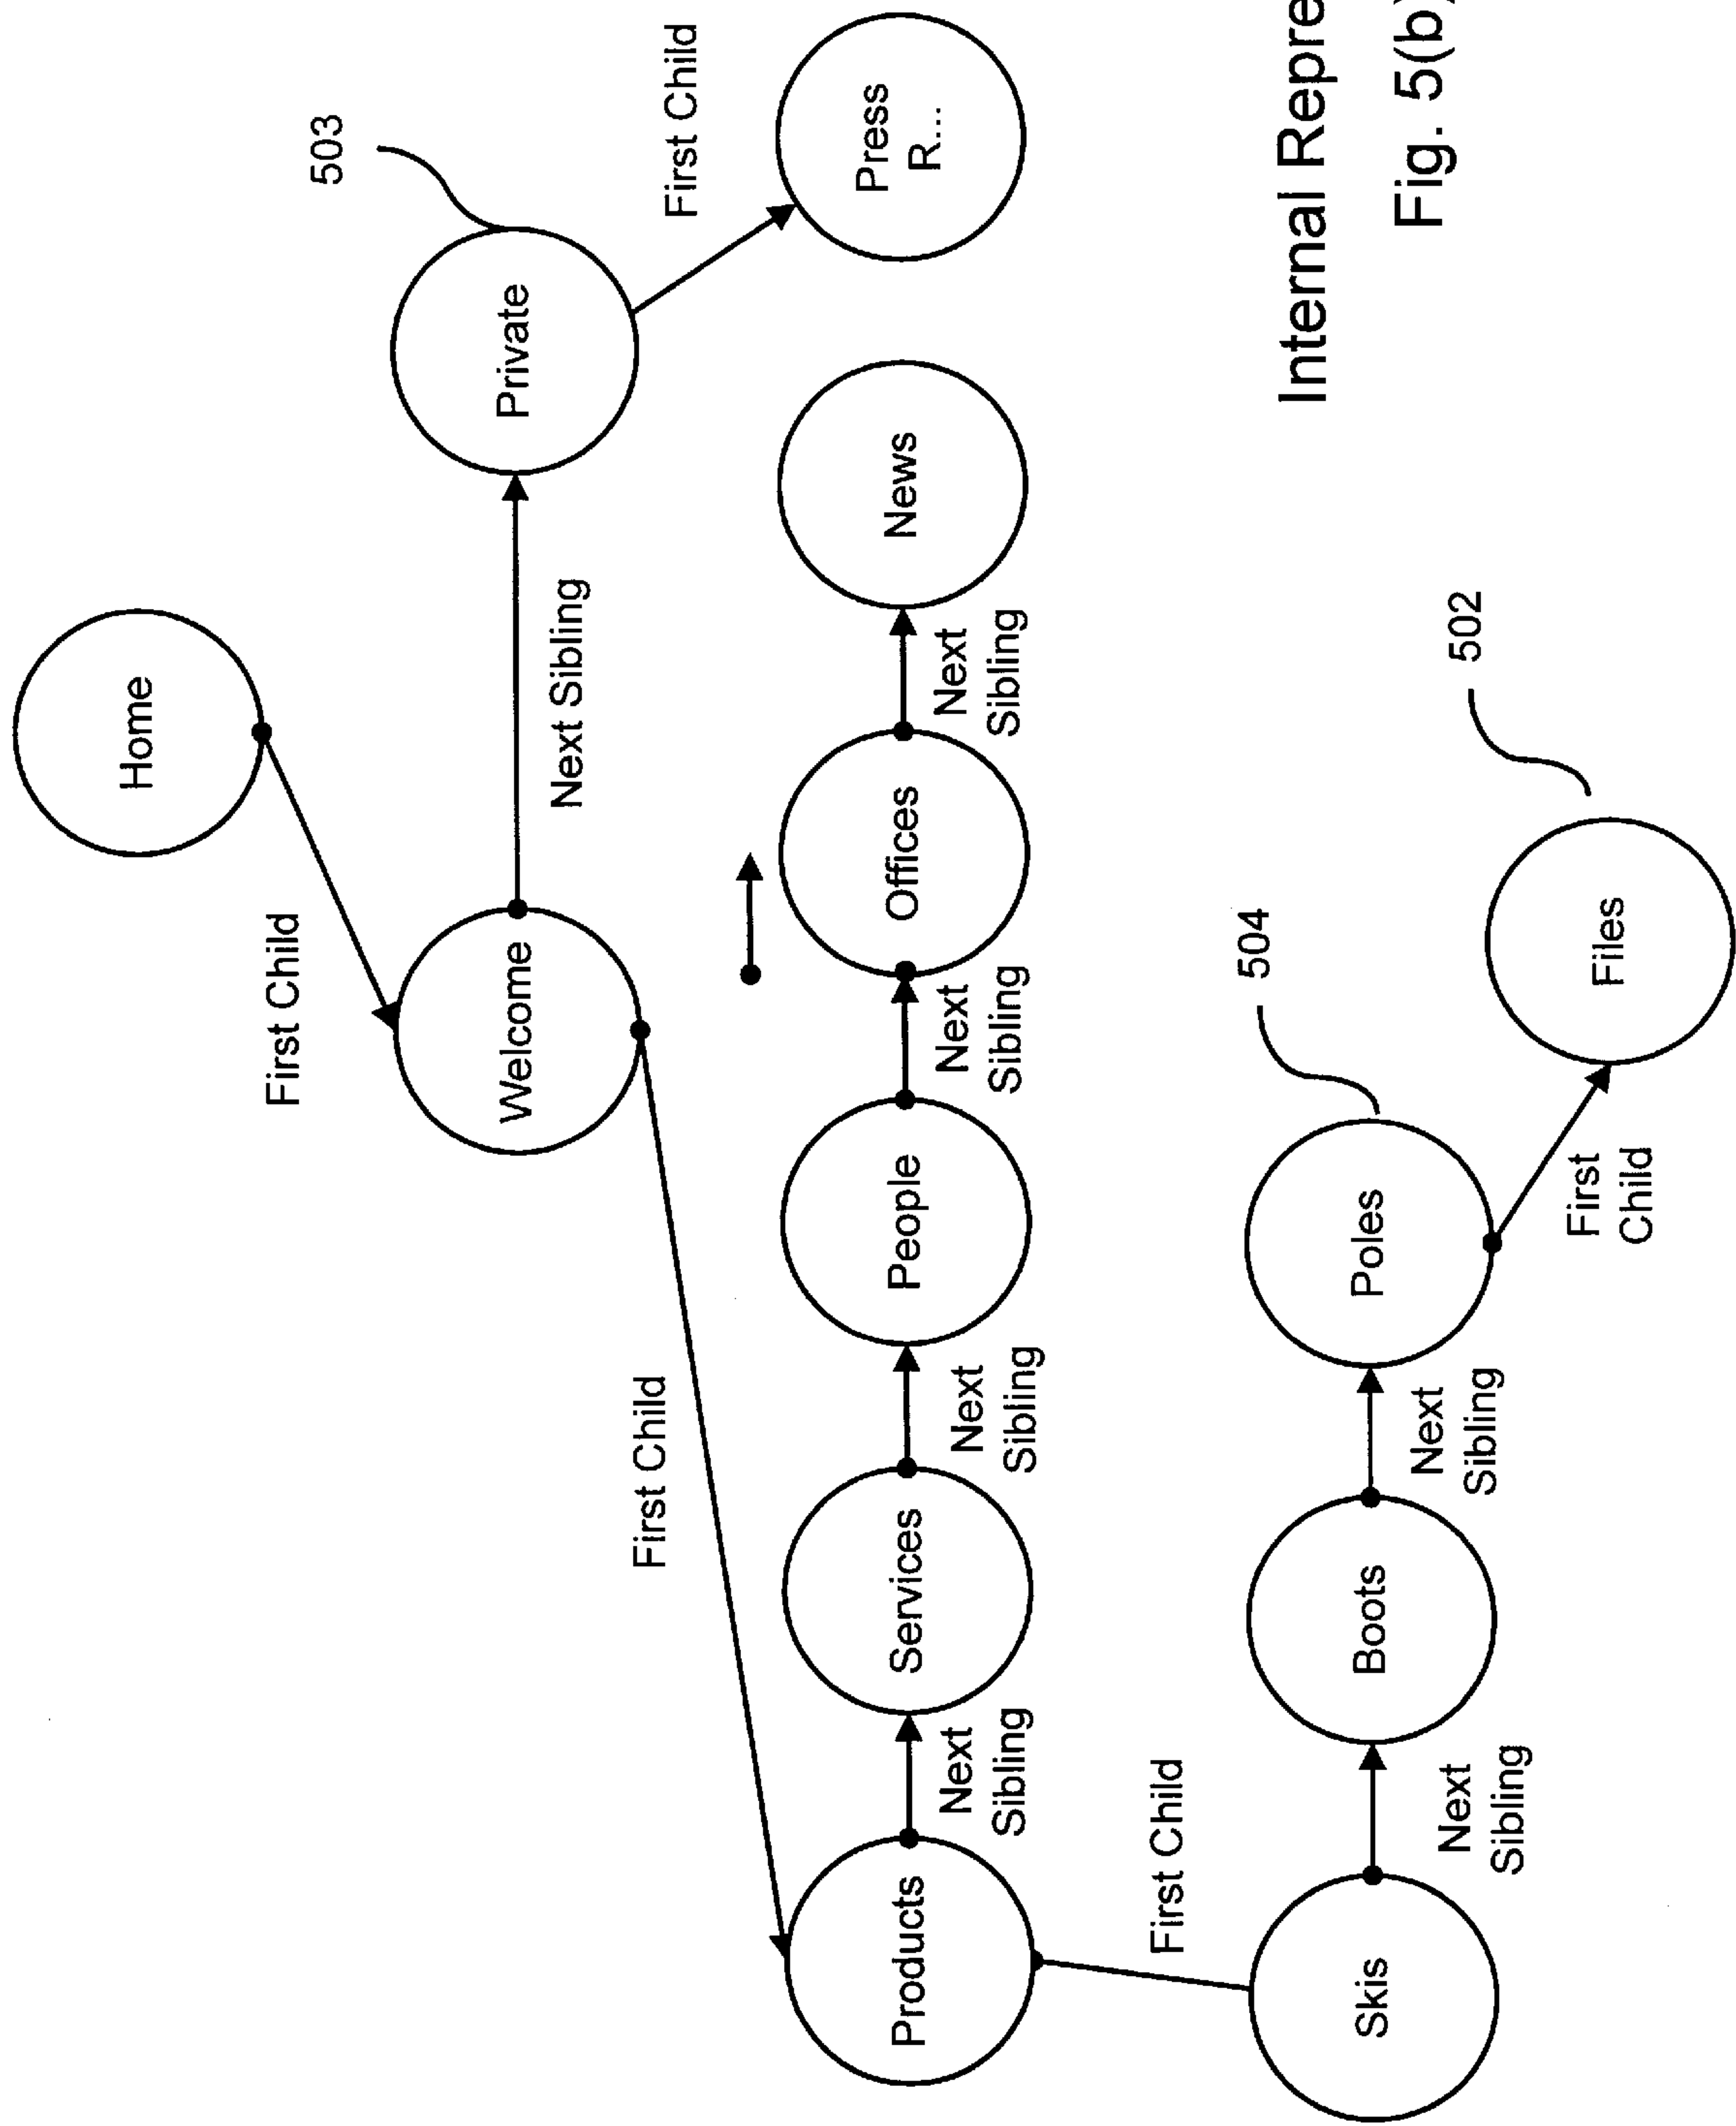 Home
First Child
503
Welcome
Next Sibling
Private
First Child
First Child
Press
R...
Products
Next
Sibling
Services
Next
Sibling
People
Next
Sibling
Offices
Next
Sibling
News
First Child
504
502
Skis
Next
Sibling
Boots
Next
Sibling
Poles
First
Child
Files
Internal Repre
Fig. 5(b)